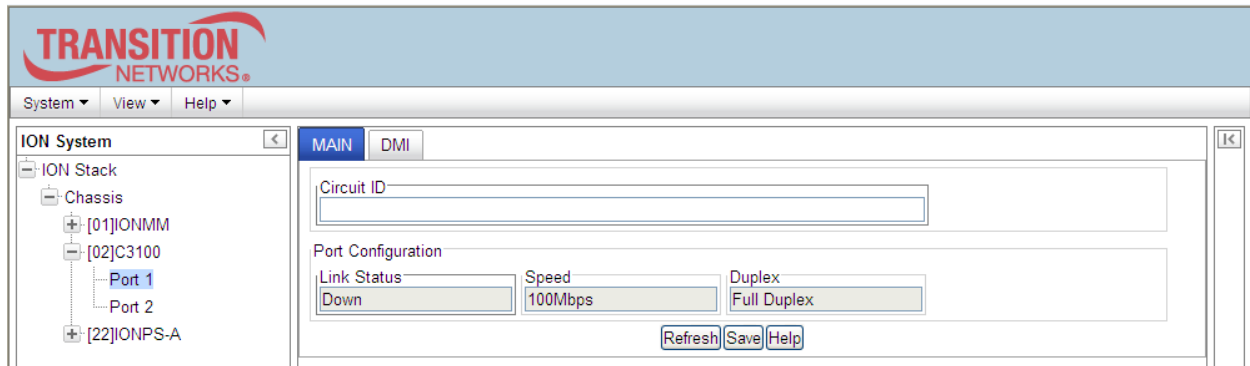 TRANSITION
NETWORKS®
System View Help
ION System
ION Stack
Chassis
[01]IONMM
[02]C3100
Port 1
Port 2
[22]IONPS-A
MAIN DMI
Circuit ID
Port Configuration
Link Status Speed Duplex
Down 100Mbps Full Duplex
Refresh Save Help